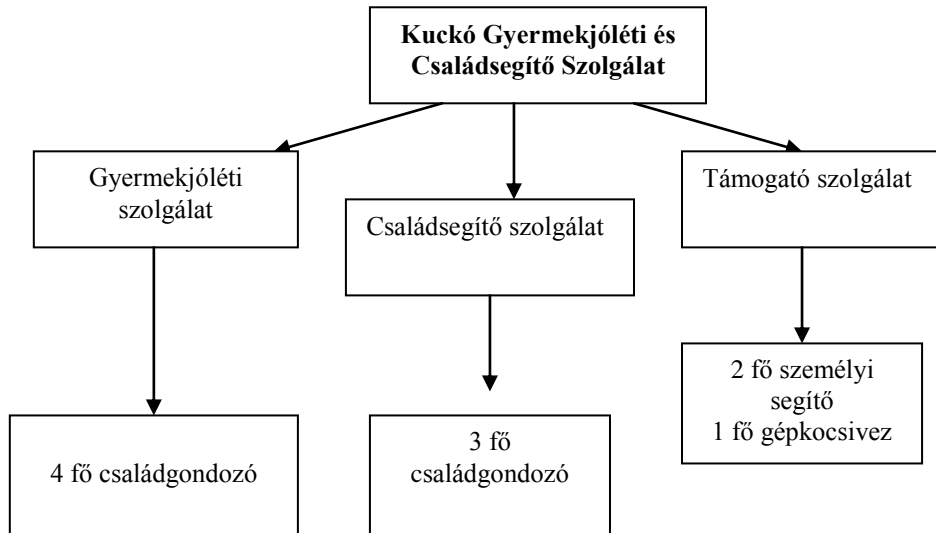 Kuckó Gyermekjóléti és
Családsegítő Szolgálat
Gyermekjóléti
szolgálat
Családsegítő szolgálat
Támogató szolgálat
4 fő családgondozó
3 fő
családgondozó
2 fő személyi
segítő
1 fő gépkocsivez